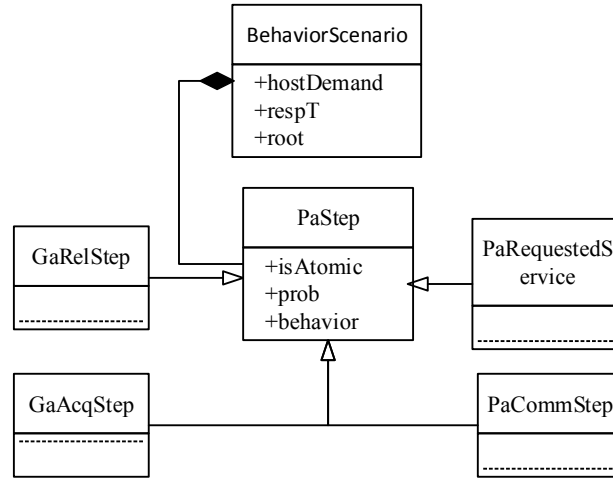 BehaviorScenario
+hostDemand
+respT
+root
PaStep
+isAtomic
+prob
+behavior
GaRelStep
PaRequestedS
ervice
GaAcqStep
PaCommStep